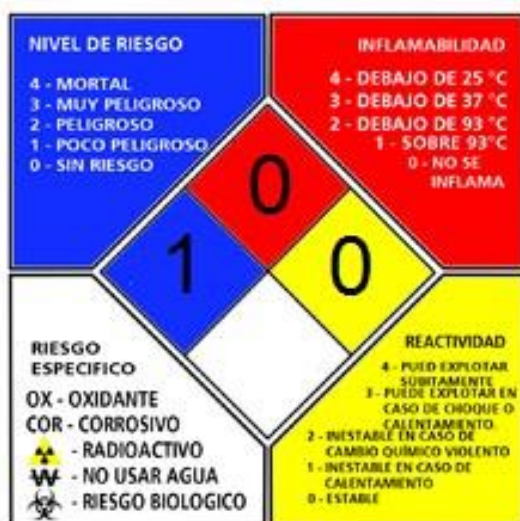 NIVEL DE RIESGO
4 - MORTAL
3 - MUY PELIGROSO
2 - PELIGROSO
1 - POCO PELIGROSO
0 - SIN RIESGO
INFLAMABILIDAD
4 - DEBAJO DE 25 °C
3 - DEBAJO DE 37 °C
2 - DEBAJO DE 93 °C
1 - SOBRE 93°C
0 - NO SE
INFLAMA
0
1
0
RIESGO
ESPECIFICO
OX - OXIDANTE
COR - CORROSIVO
- RADIOACTIVO
W - NO USAR AGUA
- RIESGO BIOLOGICO
REACTIVIDAD
4 - PUED EXPLOTAR
SÚBITAMENTE
3 - PUEDE EXPLOTAR EN
CASO DE CHOQUE O
CALENTAMIENTO.
2 - INESTABLE EN CASO DE
CAMBIO QUÍMICO VIOLENTO
1 - INESTABLE EN CASO DE
CALENTAMIENTO
0 - ESTABLE